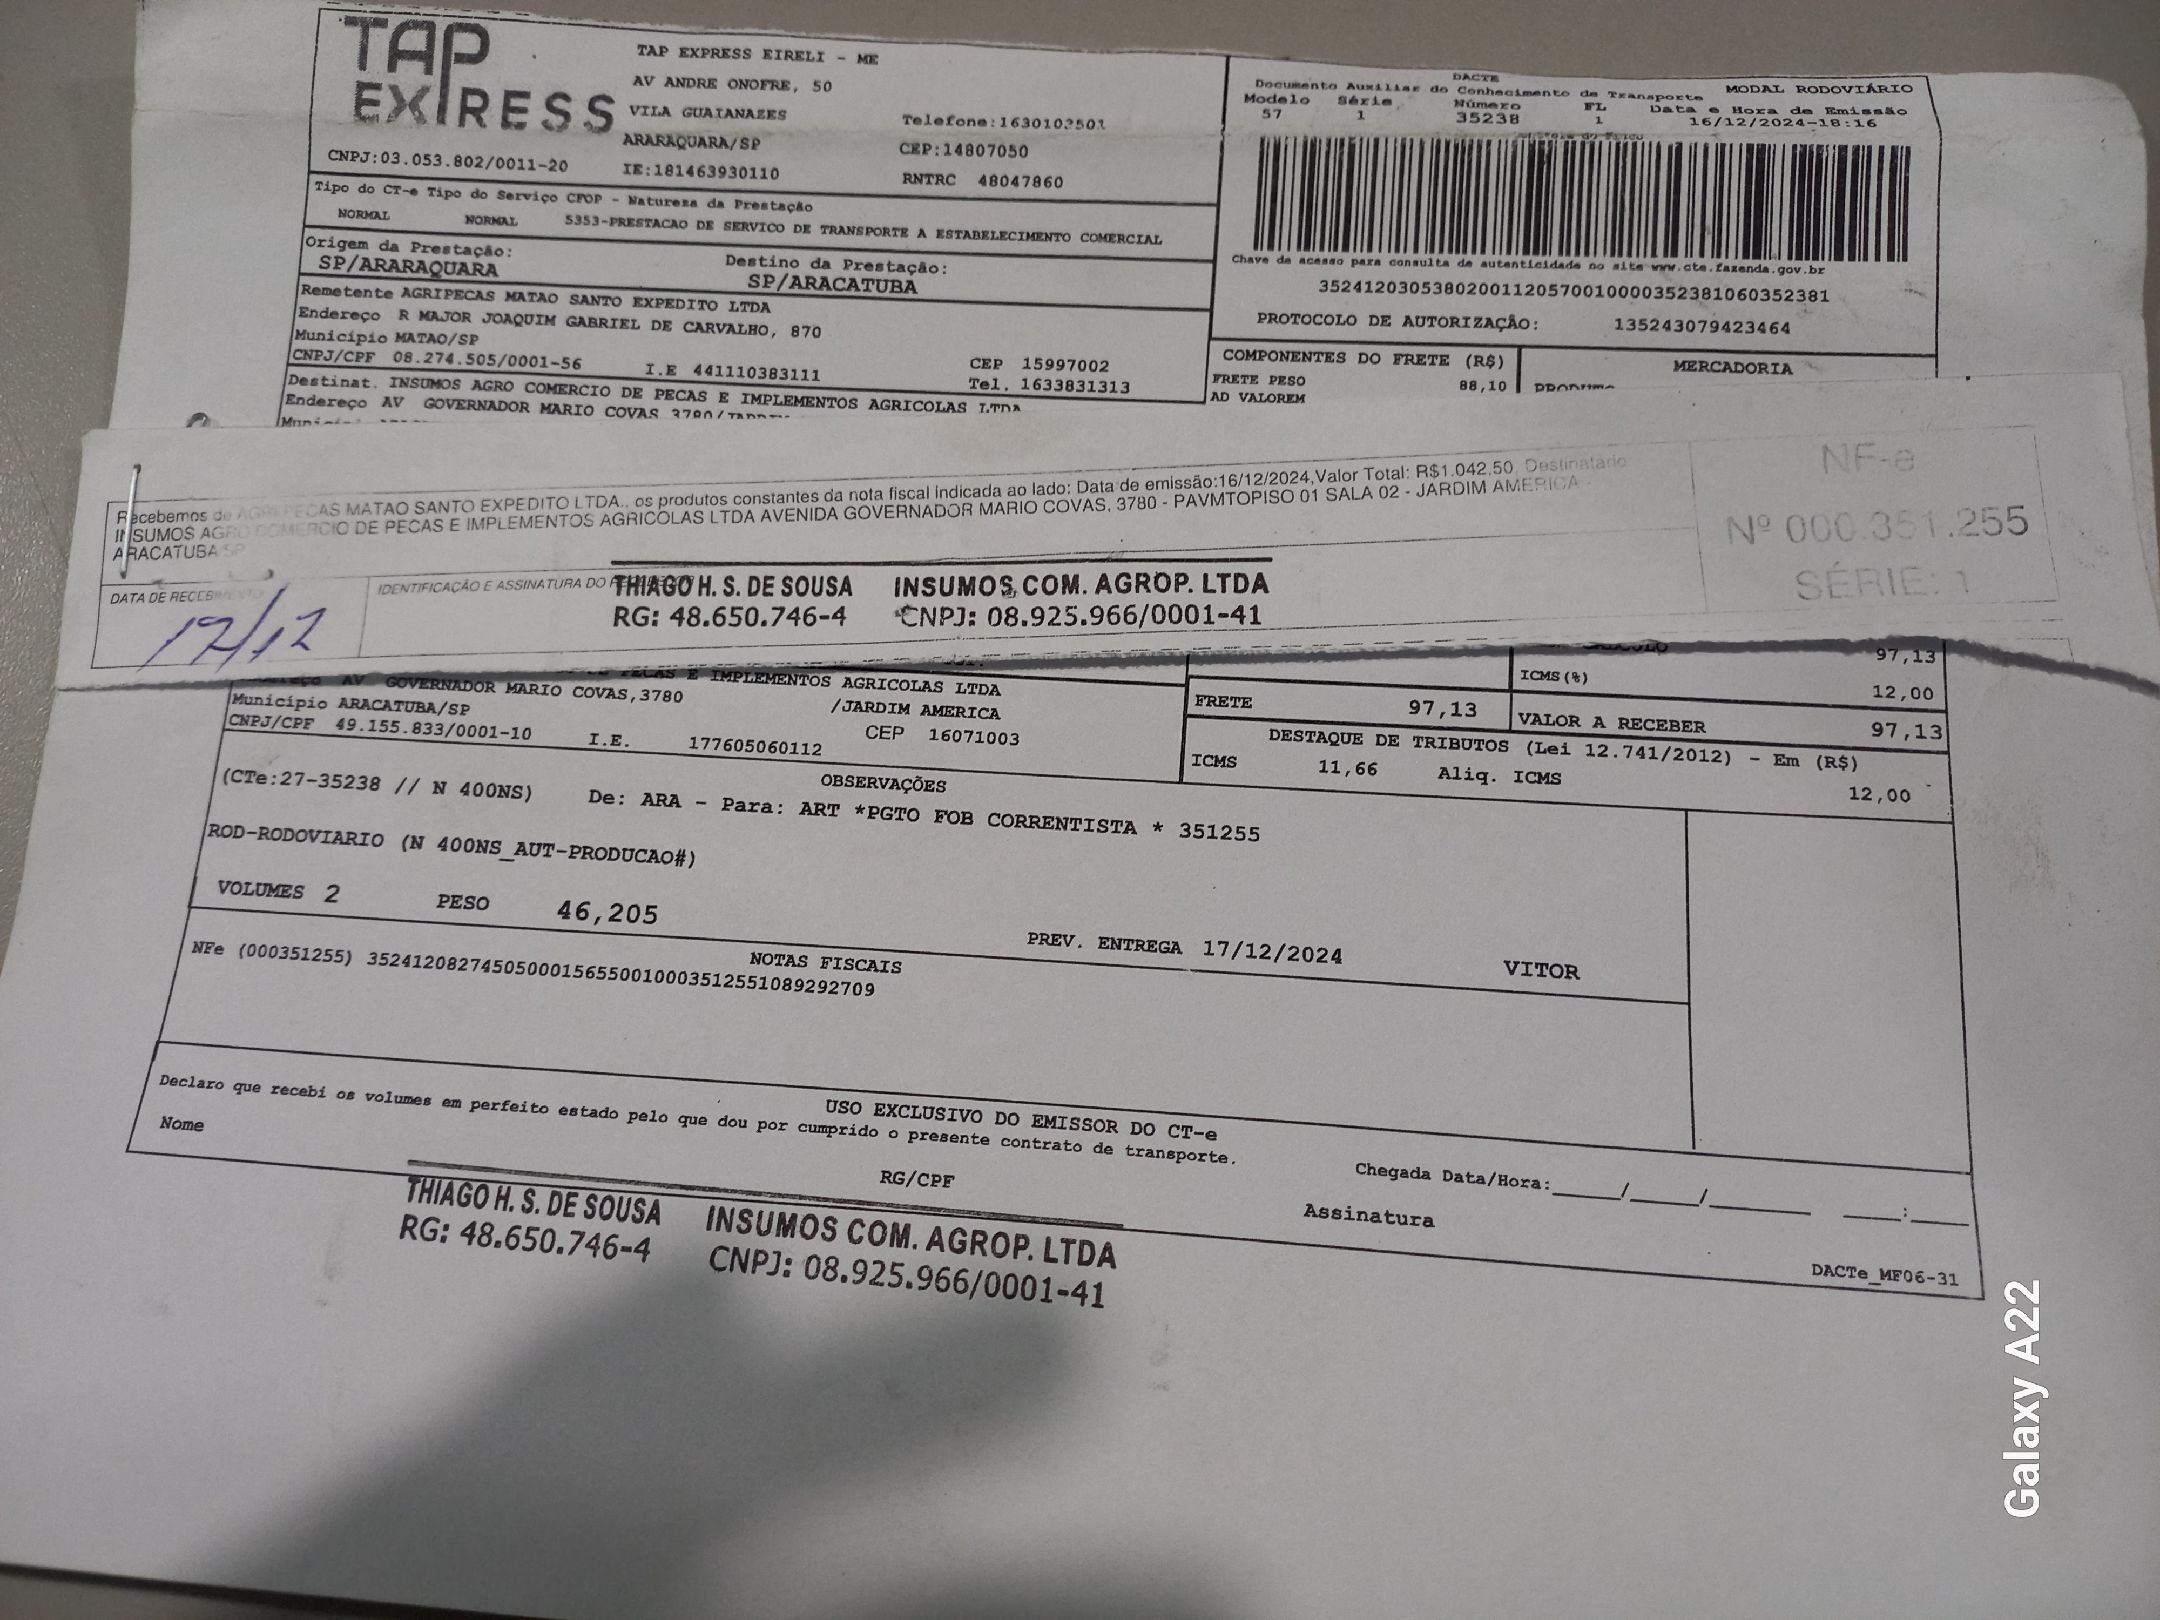 TAP EXPRESS
TAP EXPRESS EIRELI - ME
AV ANDRE ONOFRE, 50
VILA GUAIANAZES
Telefone:1630102501
ARARAQUARA/SP
CEP:14807050
CNPJ:03.053.802/0011-20
IE:181463930110
RNTRC 48047860
DACTE
Documento Auxiliar do Conhecimento de Transporte
MODAL RODOVIÁRIO
Modelo Série Número FL Data e Hora de Emissão
57 1 35238 1 16/12/2024-18:16
Chave de acesso para consulta de autenticidade no site www.cte.fazenda.gov.br
35241203053802001120570010000352381060352381
PROTOCOLO DE AUTORIZAÇÃO: 135243079423464
Tipo do CT-e Tipo do Serviço CFOP - Natureza da Prestação
NORMAL NORMAL 5353-PRESTACAO DE SERVICO DE TRANSPORTE A ESTABELECIMENTO COMERCIAL
Origem da Prestação: Destino da Prestação:
SP/ARARAQUARA SP/ARACATUBA
Remetente AGRIPECAS MATAO SANTO EXPEDITO LTDA
Endereço R MAJOR JOAQUIM GABRIEL DE CARVALHO, 870
Município MATAO/SP CEP 15997002
CNPJ/CPF 08.274.505/0001-56 I.E 441110383111 Tel. 1633831313
Destinat. INSUMOS AGRO COMERCIO DE PECAS E IMPLEMENTOS AGRICOLAS LTDA
Endereço AV GOVERNADOR MARIO COVAS 3780/
COMPONENTES DO FRETE (R$) MERCADORIA
FRETE PESO 88,10
AD VALOREM
Recebemos de AGRIPECAS MATAO SANTO EXPEDITO LTDA., os produtos constantes da nota fiscal indicada ao lado; Data de emissão:16/12/2024,Valor Total: R$1.042,50, Destinatário:
INSUMOS AGRO COMERCIO DE PECAS E IMPLEMENTOS AGRICOLAS LTDA AVENIDA GOVERNADOR MARIO COVAS, 3780 - PAVMTOPISO 01 SALA 02 - JARDIM AMERICA -
ARACATUBA SP
NF-e
Nº 000.351.255
SÉRIE: 1
DATA DE RECEBIMENTO
17/12
IDENTIFICAÇÃO E ASSINATURA DO
THIAGO H. S. DE SOUSA INSUMOS COM. AGROP. LTDA
RG: 48.650.746-4 CNPJ: 08.925.966/0001-41
PECAS E IMPLEMENTOS AGRICOLAS LTDA
AV GOVERNADOR MARIO COVAS,3780
/JARDIM AMERICA
Município ARACATUBA/SP
CEP 16071003
CNPJ/CPF 49.155.833/0001-10 I.E. 177605060112
97,13
ICMS(%) 12,00
FRETE 97,13 VALOR A RECEBER 97,13
DESTAQUE DE TRIBUTOS (Lei 12.741/2012) - Em (R$)
ICMS 11,66 Aliq. ICMS 12,00
OBSERVAÇÕES
(CTe:27-35238 // N 400NS) De: ARA - Para: ART *PGTO FOB CORRENTISTA * 351255
ROD-RODOVIARIO (N 400NS_AUT-PRODUCAO#)
VOLUMES 2 PESO 46,205
PREV. ENTREGA 17/12/2024 VITOR
NOTAS FISCAIS
NFe (000351255) 35241208274505000156550010003512551089292709
USO EXCLUSIVO DO EMISSOR DO CT-e
Declaro que recebi os volumes em perfeito estado pelo que dou por cumprido o presente contrato de transporte.
Nome
RG/CPF
Chegada Data/Hora:_____/_____/________ ____:____
Assinatura
THIAGO H. S. DE SOUSA INSUMOS COM. AGROP. LTDA
RG: 48.650.746-4 CNPJ: 08.925.966/0001-41
DACTe_MF06-31
Galaxy A22